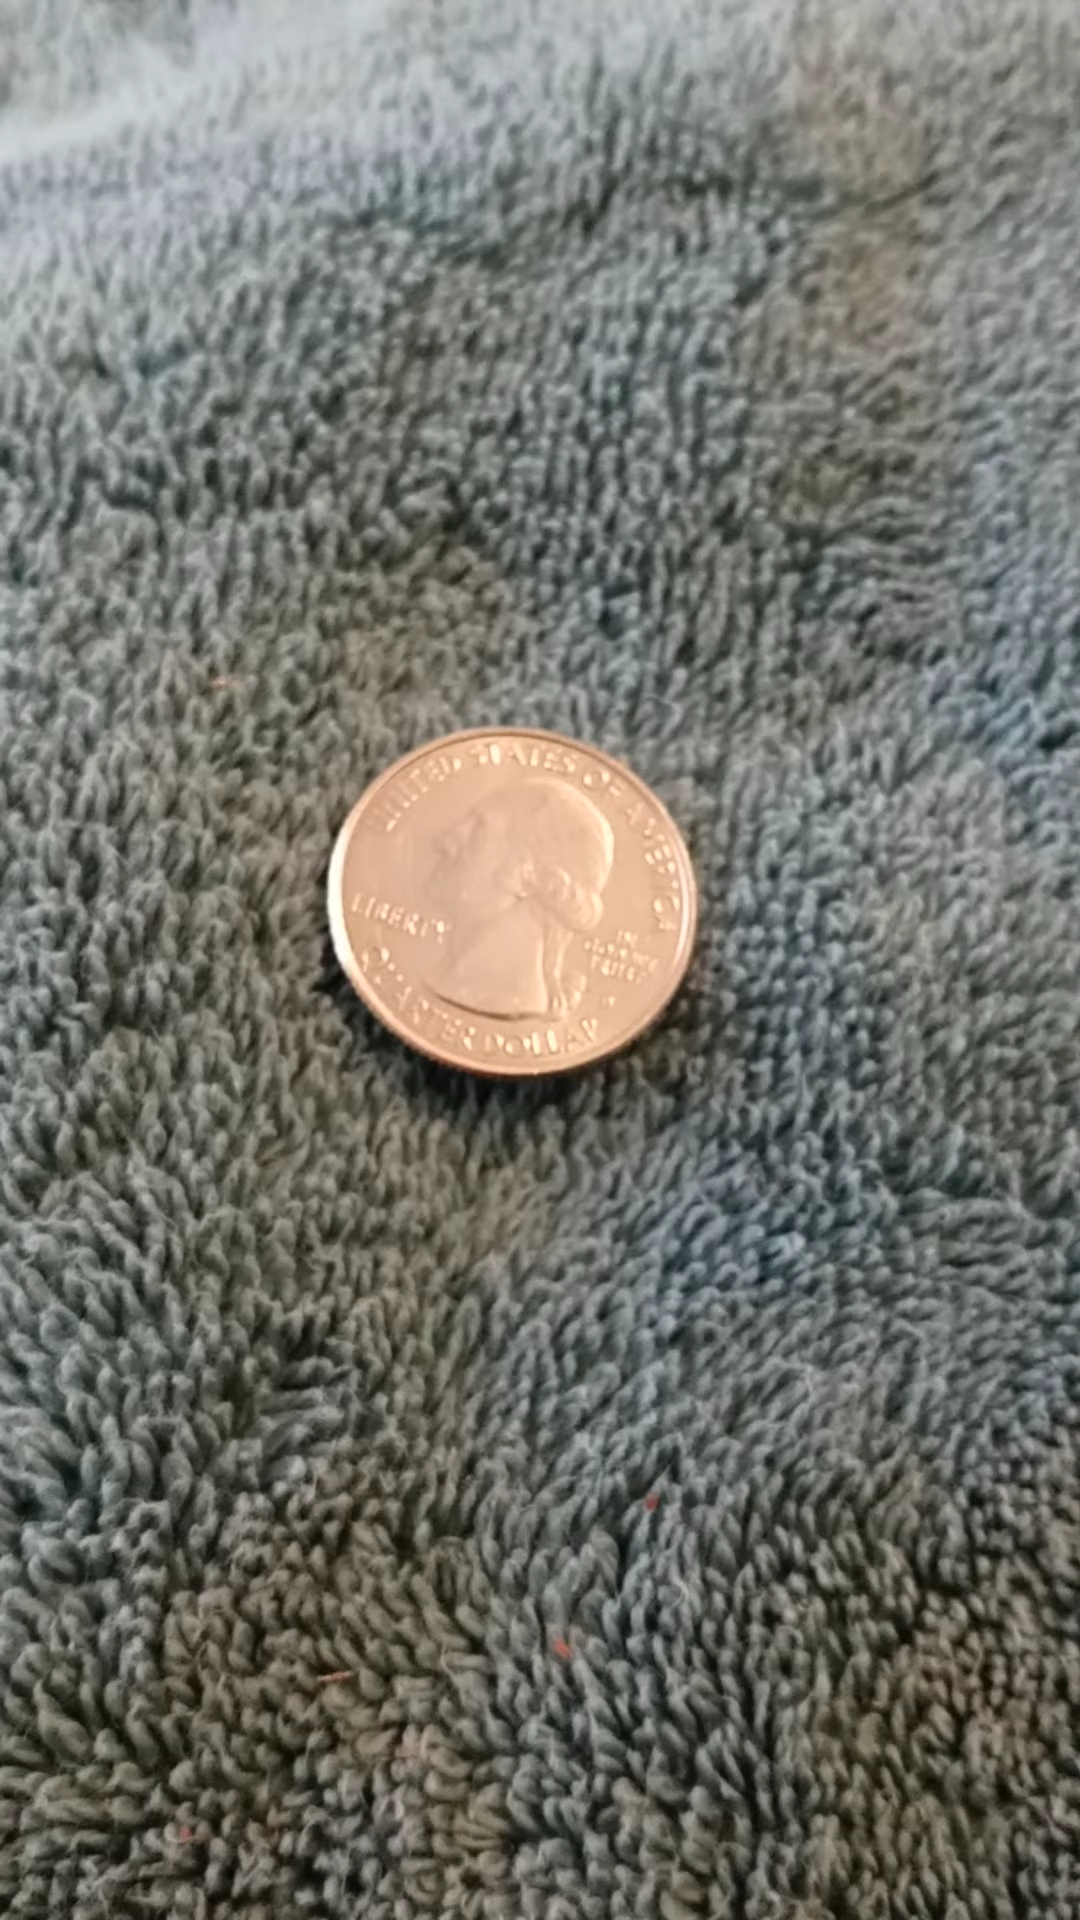 UNITED STATES OF AMERICA
LIBERTY
IN
GOD WE
TRUST
QUARTER DOLLAR